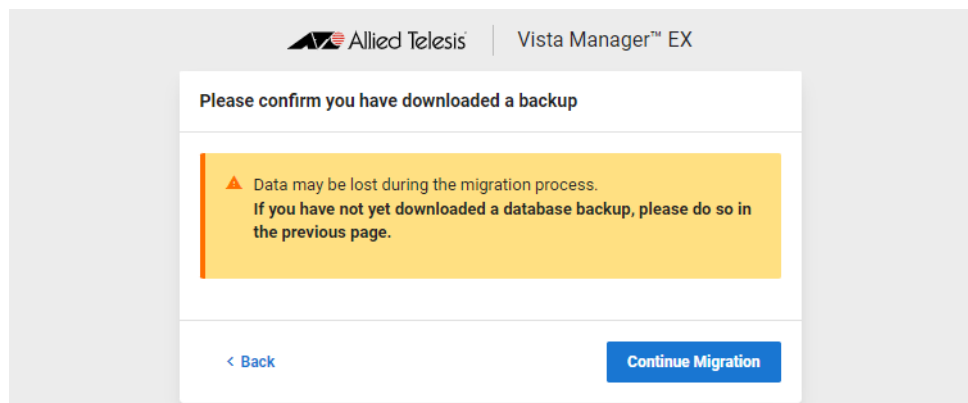 Allied Telesis Vista Manager™ EX
Please confirm you have downloaded a backup
Data may be lost during the migration process.
If you have not yet downloaded a database backup, please do so in
the previous page.
< Back Continue Migration